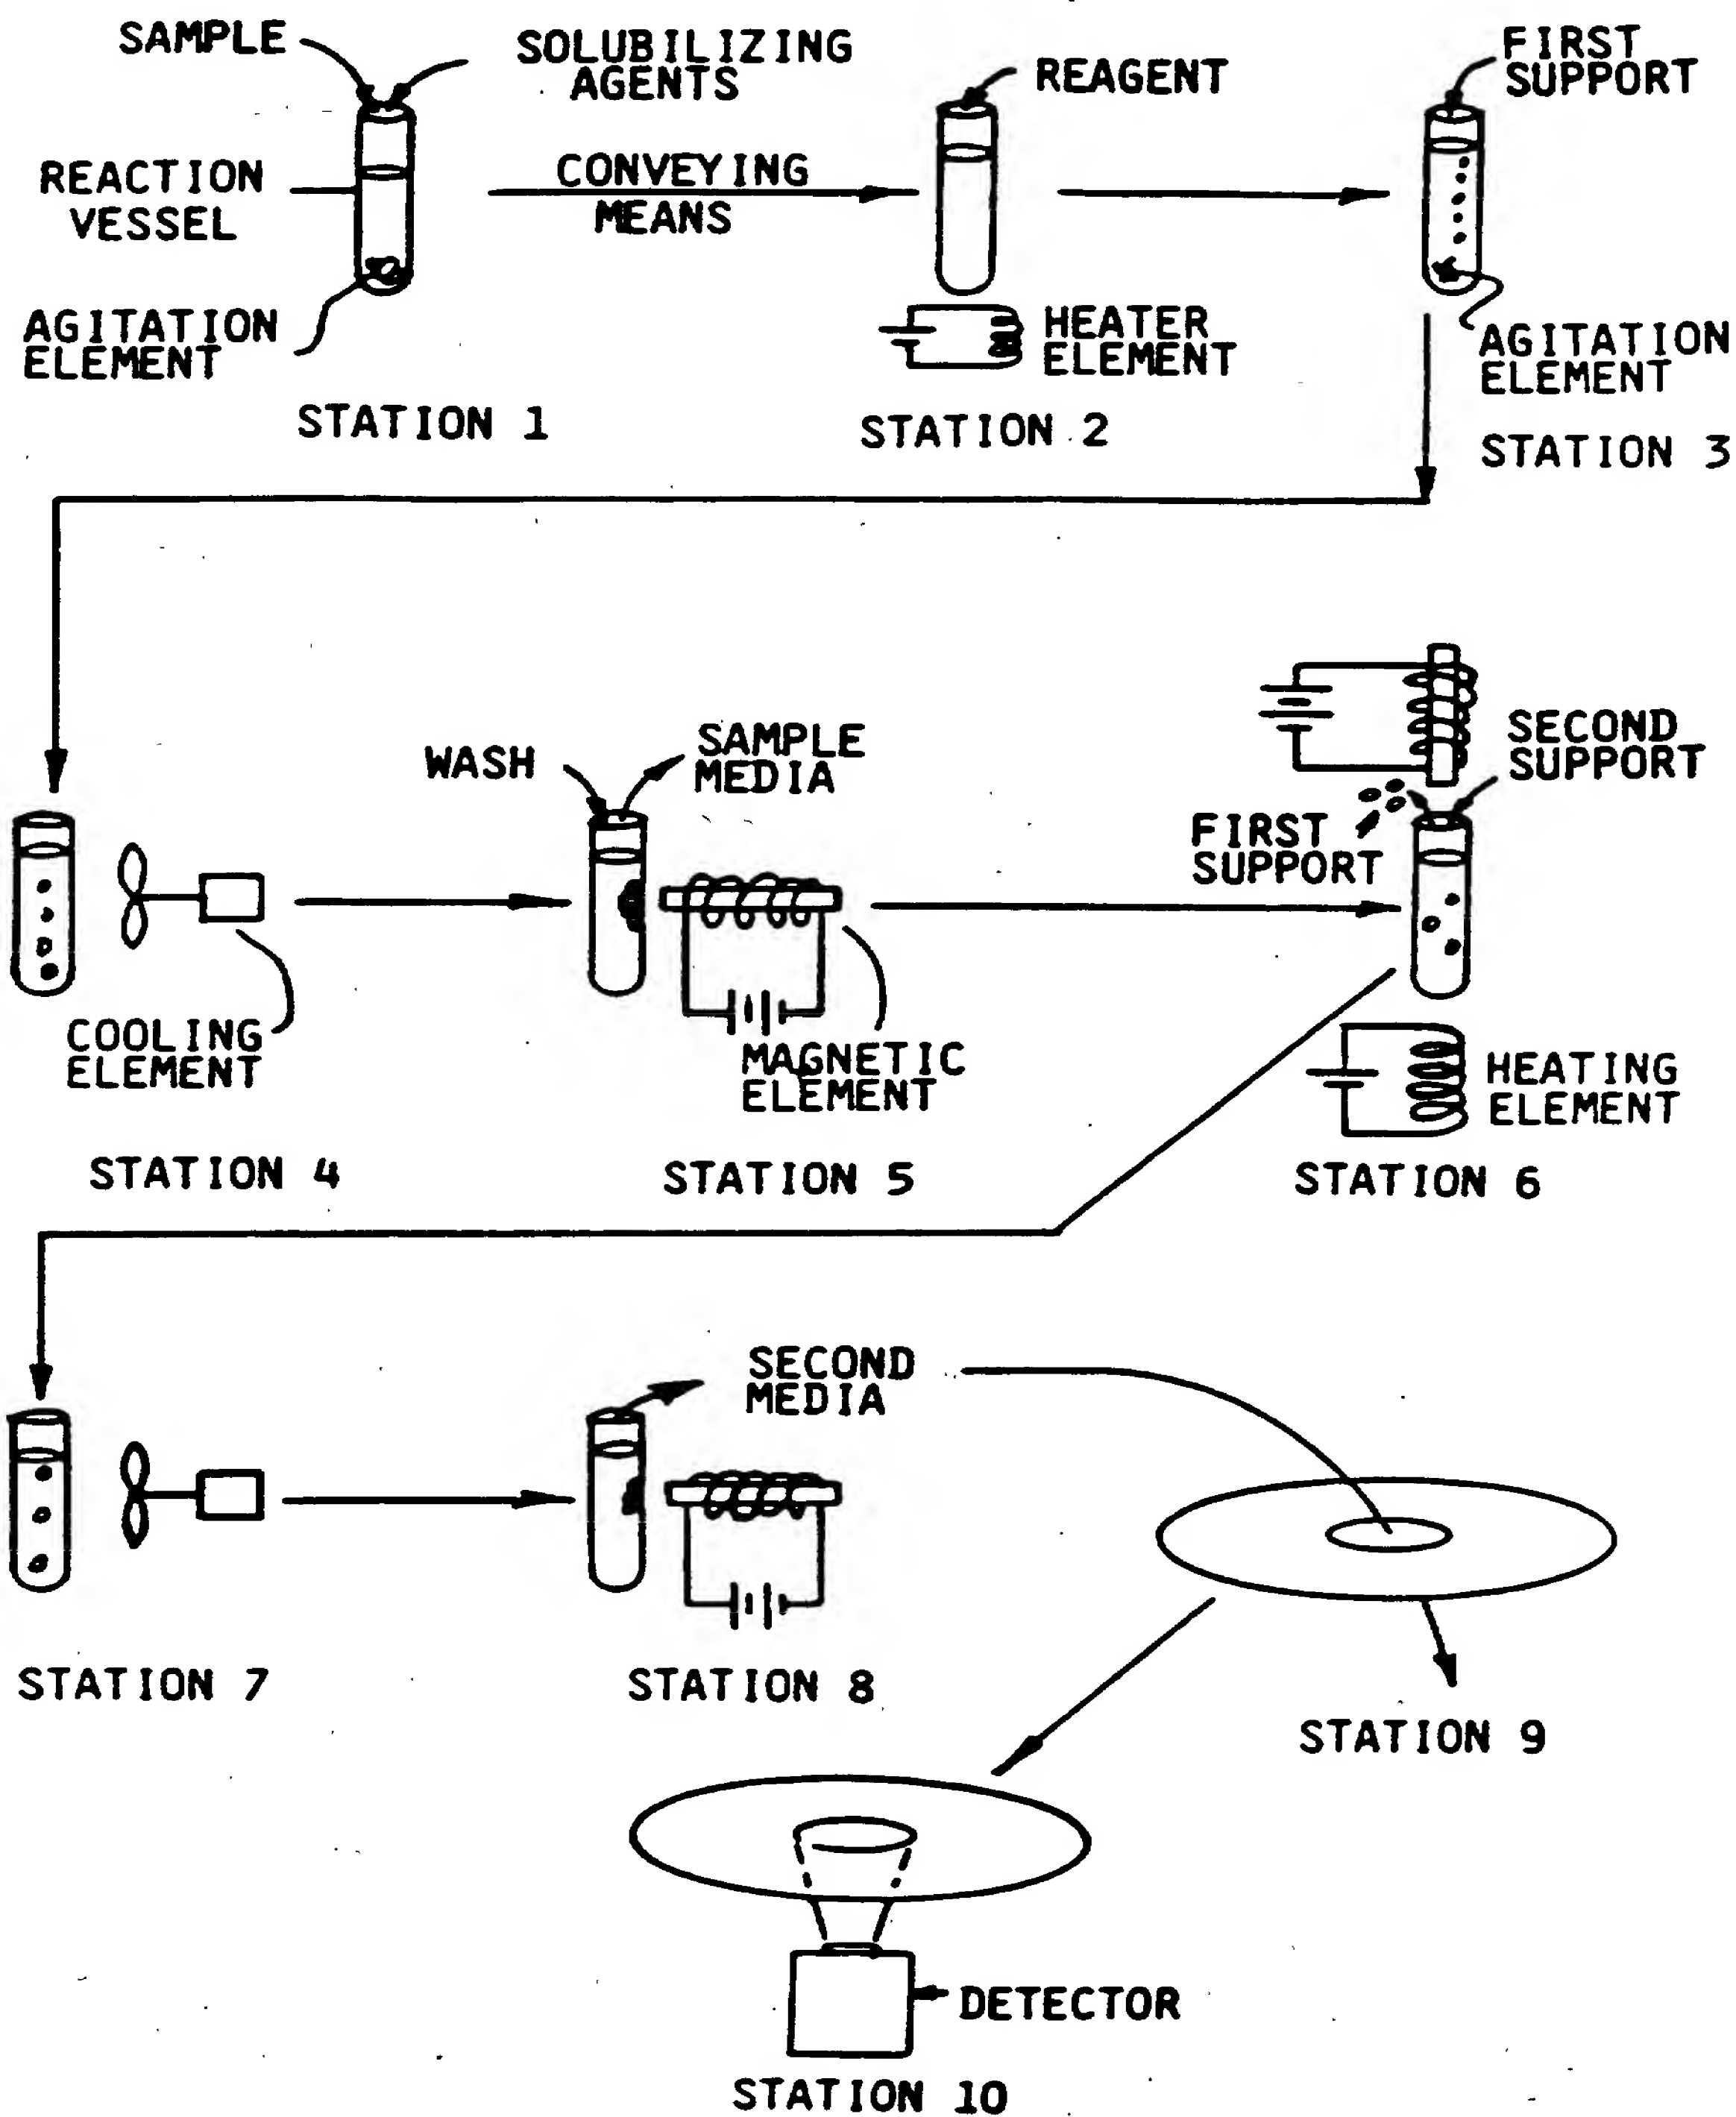 SAMPLE
SOLUBILIZING
AGENTS
REAGENT
FIRST
SUPPORT
REACTION
VESSEL
CONVEYING
MEANS
AGITATION
ELEMENT
HEATER
ELEMENT
AGITATION
ELEMENT
STATION 1
STATION 2
STATION 3
WASH
SAMPLE
MEDIA
SECOND
SUPPORT
FIRST
SUPPORT
COOLING
ELEMENT
MAGNETIC
ELEMENT
HEATING
ELEMENT
STATION 4
STATION 5
STATION 6
SECOND
MEDIA
STATION 7
STATION 8
STATION 9
DETECTOR
STATION 10